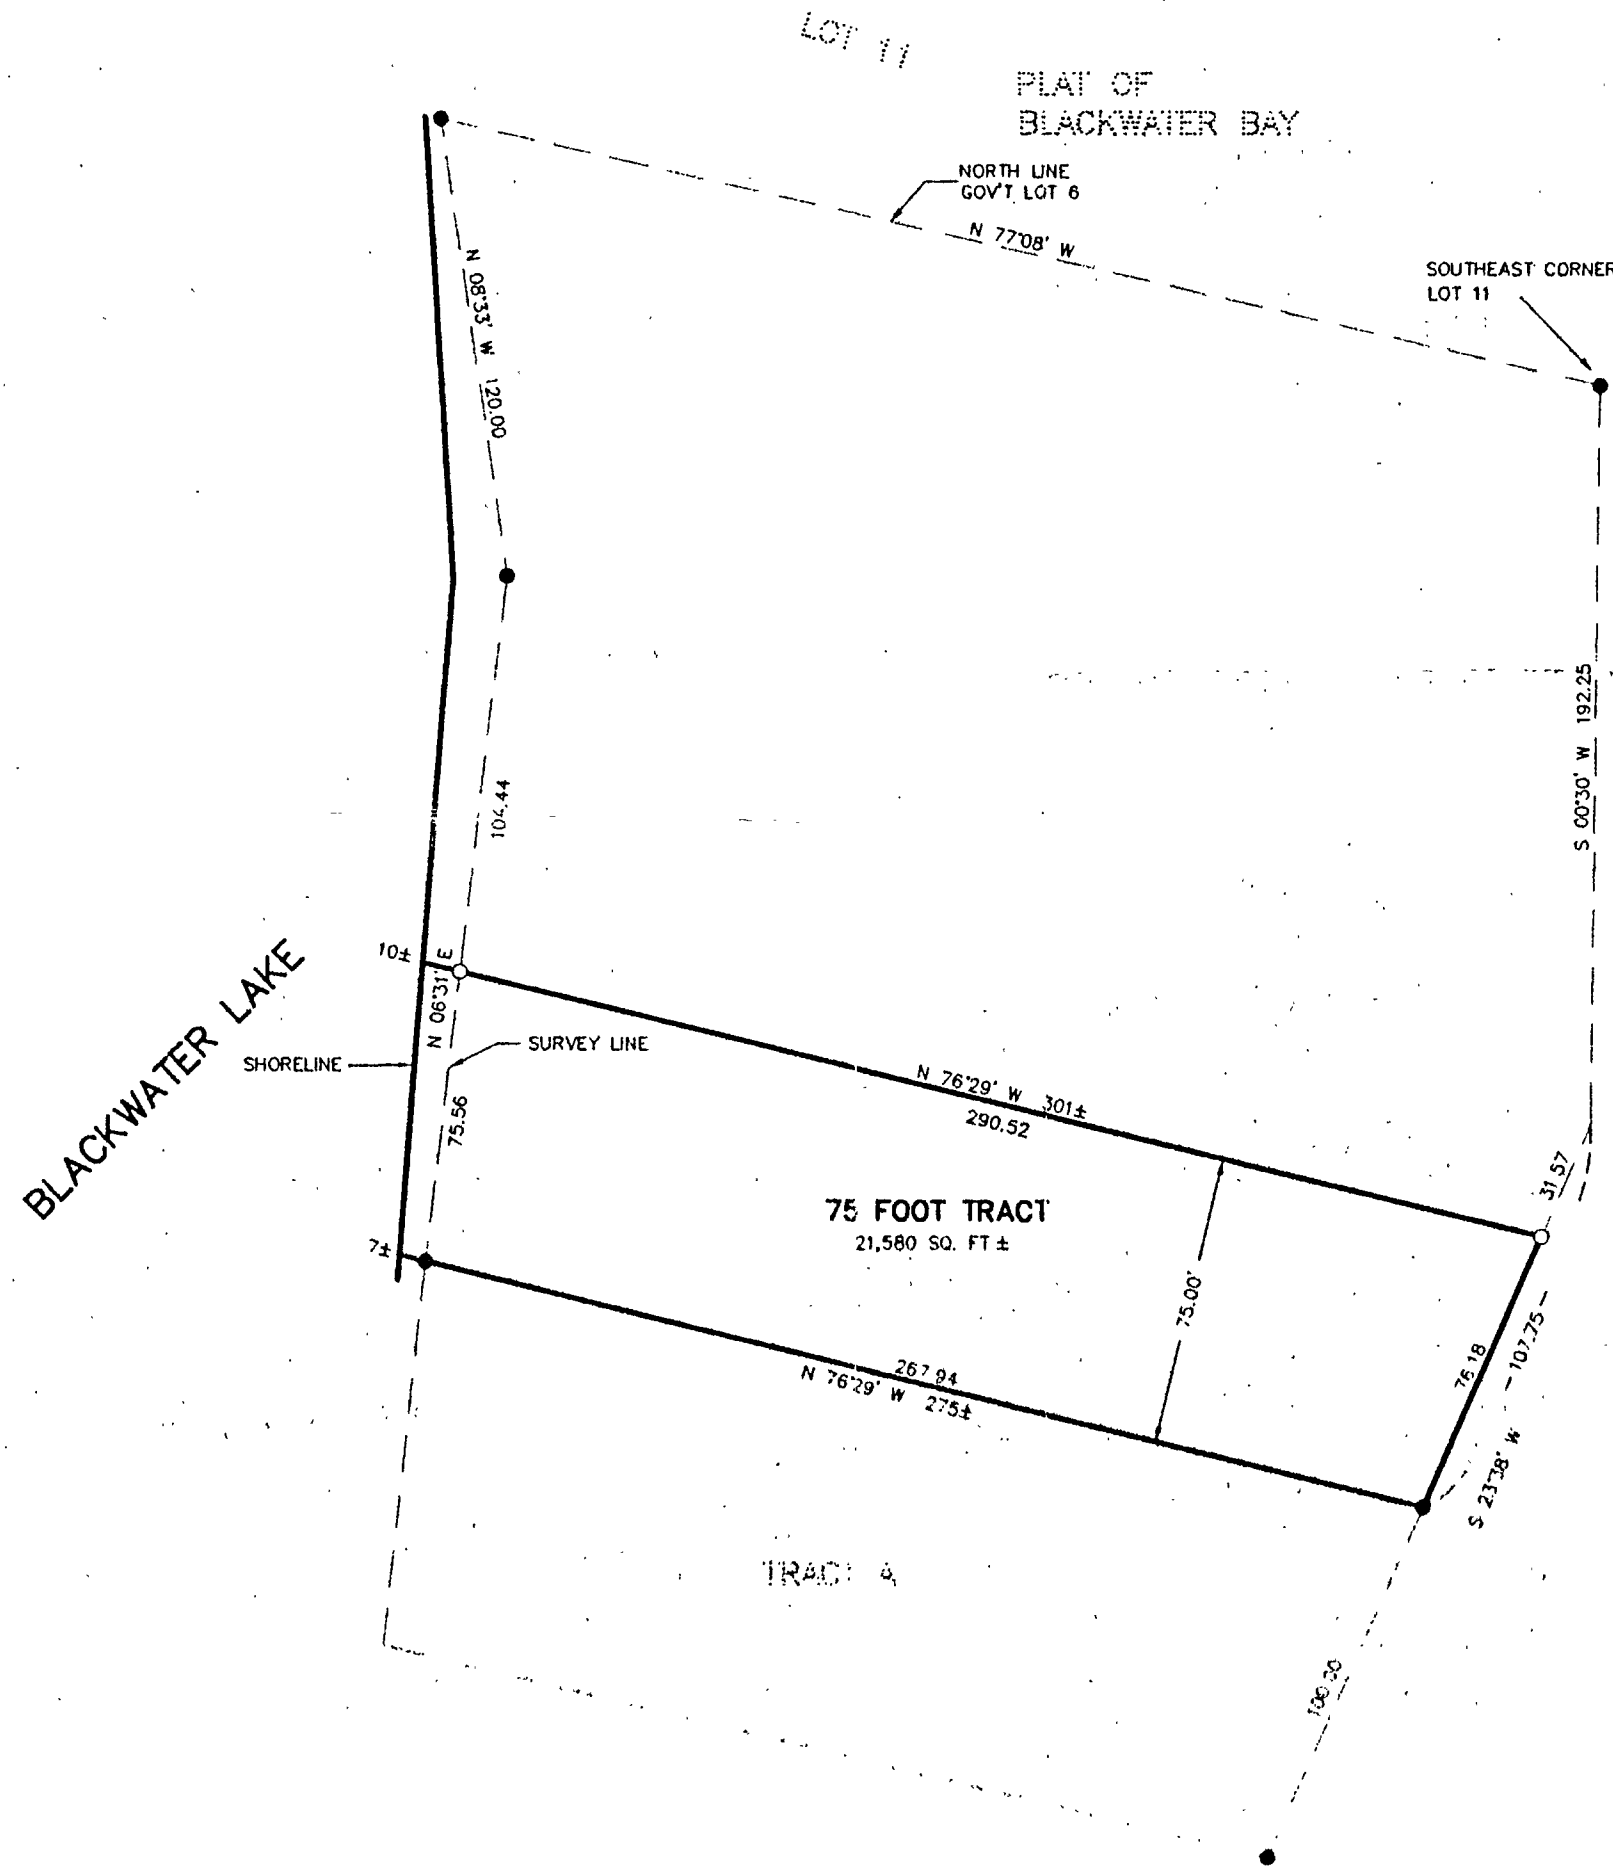 LOT 11
PLAT OF
BLACKWATER BAY
NORTH LINE
GOV'T LOT 6
N 77°08' W
SOUTHEAST CORNER
LOT 11
N 08°33' W 120.00
S 00°30' W 192.25
104.44
10±
N 06°31' E
BLACKWATER LAKE
SHORELINE
SURVEY LINE
75.56
N 76°29' W 301±
290.52
31.57
75 FOOT TRACT
21,580 SQ. FT ±
7±
75.00'
267.94
N 76°29' W 275±
76.18
107.75
S 23°38' W
TRACT A
100.00